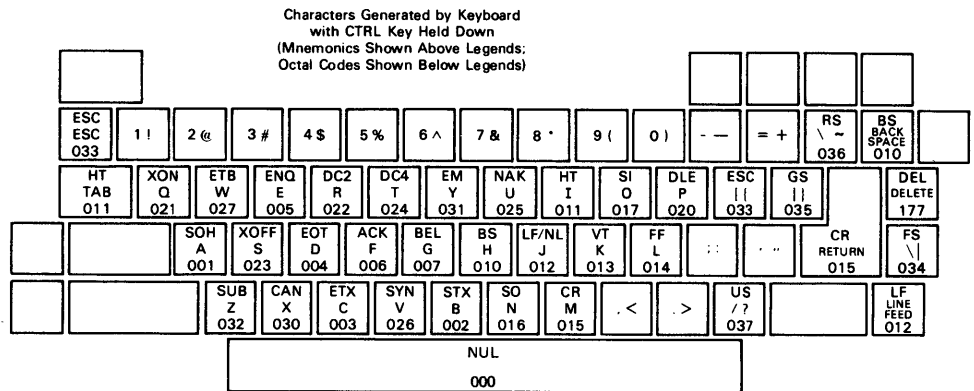 Characters Generated by Keyboard
with CTRL Key Held Down
(Mnemonics Shown Above Legends;
Octal Codes Shown Below Legends)
ESC RS BS
ESC 1 ! 2 @ 3 # 4 $ 5 % 6 ^ 7 & 8 * 9 ( 0 ) - — = + \ ~ BACK SPACE
033 036 010
HT XON ETB ENQ DC2 DC4 EM NAK HT SI DLE ESC GS DEL
TAB Q W E R T Y U I O P [ { ] } DELETE
011 021 027 005 022 024 031 025 011 017 020 033 035 177
SOH XOFF EOT ACK BEL BS LF/NL VT FF CR FS
A S D F G H J K L ; : ' " RETURN \ |
001 023 004 006 007 010 012 013 014 015 034
SUB CAN ETX SYN STX SO CR US LF
Z X C V B N M , < . > / ? LINE FEED
032 030 003 026 002 016 015 037 012
NUL
000